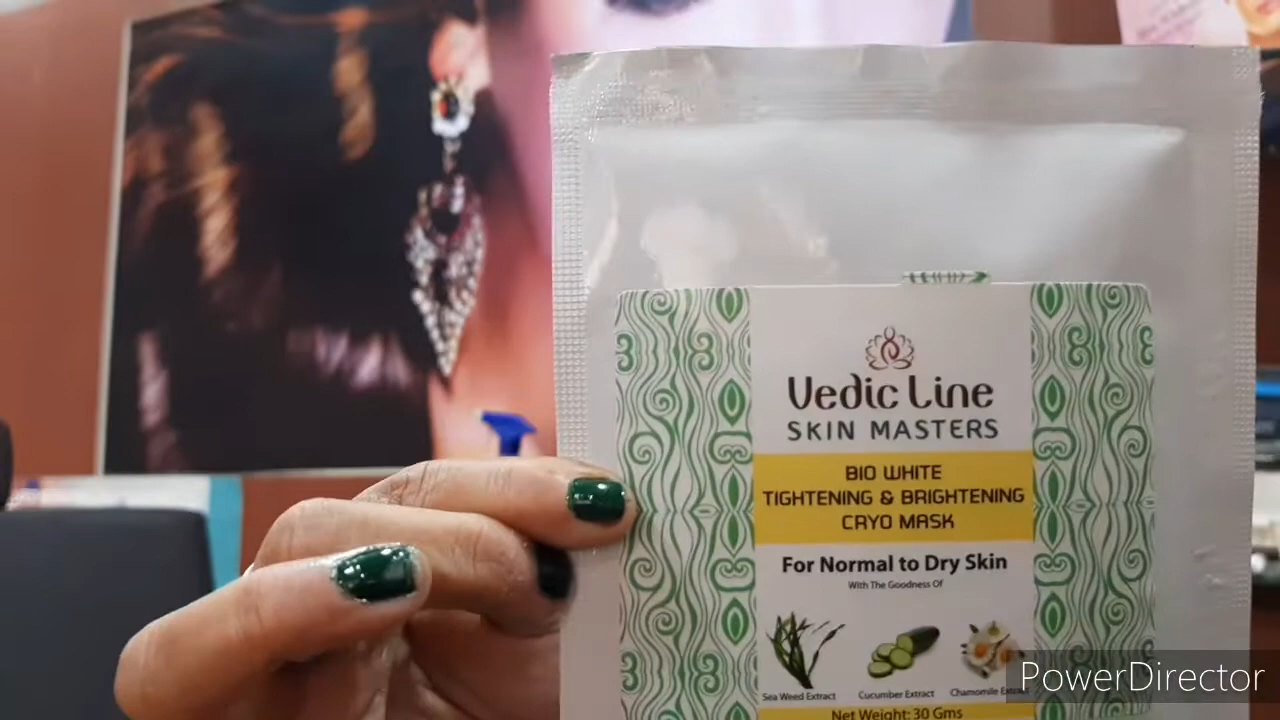 Vedic Line
SKIN MASTERS
BIO WHITE
TIGHTENING & BRIGHTENING
CRYO MASK
For Normal to Dry Skin
With The Goodness Of
Sea Weed Extract
Cucumber Extract
Chamomile Extract
Net Weight: 30 Gms
PowerDirector